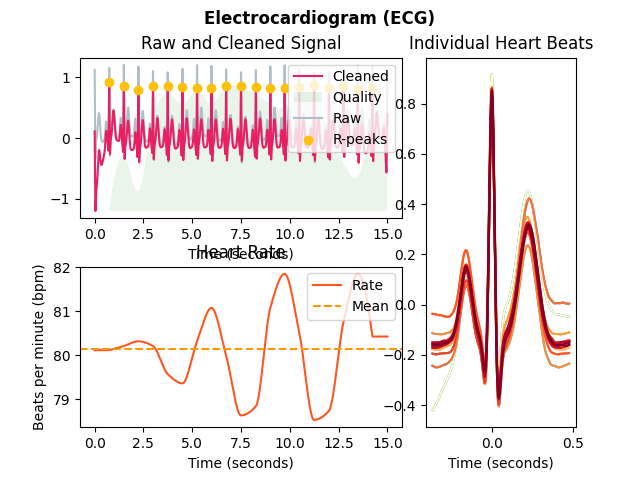 Electrocardiogram (ECG)
Raw and Cleaned Signal
1
0
−1
Cleaned
Quality
Raw
R-peaks
0.0 2.5 5.0 7.5 10.0 12.5 15.0
Time (seconds)
Heart Rate
82
81
80
79
Beats per minute (bpm)
Rate
Mean
0.0 2.5 5.0 7.5 10.0 12.5 15.0
Time (seconds)
Individual Heart Beats
0.8
0.6
0.4
0.2
0.0
−0.2
−0.4
0.0 0.5
Time (seconds)